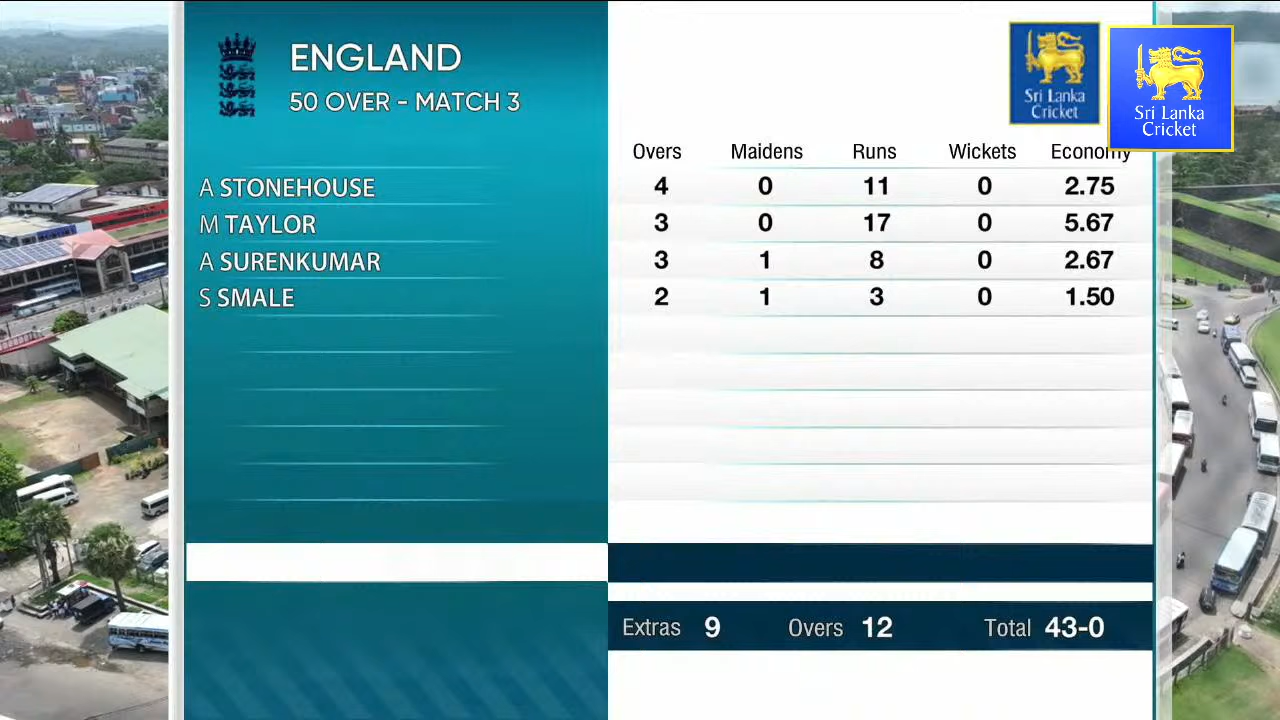 ENGLAND
50 OVER - MATCH 3
Sri Lanka
Cricket
Sri Lanka
Cricket
Overs Maidens Runs Wickets Economy
A STONEHOUSE 4 0 11 0 2.75
M TAYLOR 3 0 17 0 5.67
A SURENKUMAR 3 1 8 0 2.67
S SMALE 2 1 3 0 1.50
Extras 9 Overs 12 Total 43-0